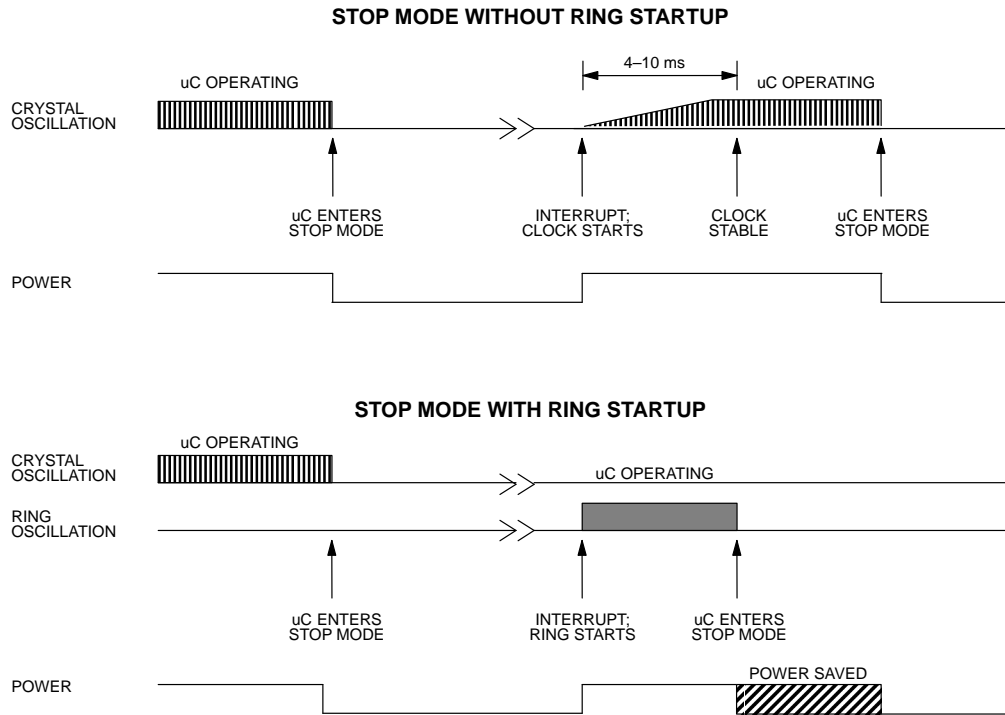 STOP MODE WITHOUT RING STARTUP
4–10 ms
uC OPERATING
uC OPERATING
CRYSTAL
OSCILLATION
uC ENTERS
STOP MODE
INTERRUPT;
CLOCK STARTS
CLOCK
STABLE
uC ENTERS
STOP MODE
POWER
STOP MODE WITH RING STARTUP
uC OPERATING
CRYSTAL
OSCILLATION
uC OPERATING
RING
OSCILLATION
uC ENTERS
STOP MODE
INTERRUPT;
RING STARTS
uC ENTERS
STOP MODE
POWER SAVED
POWER